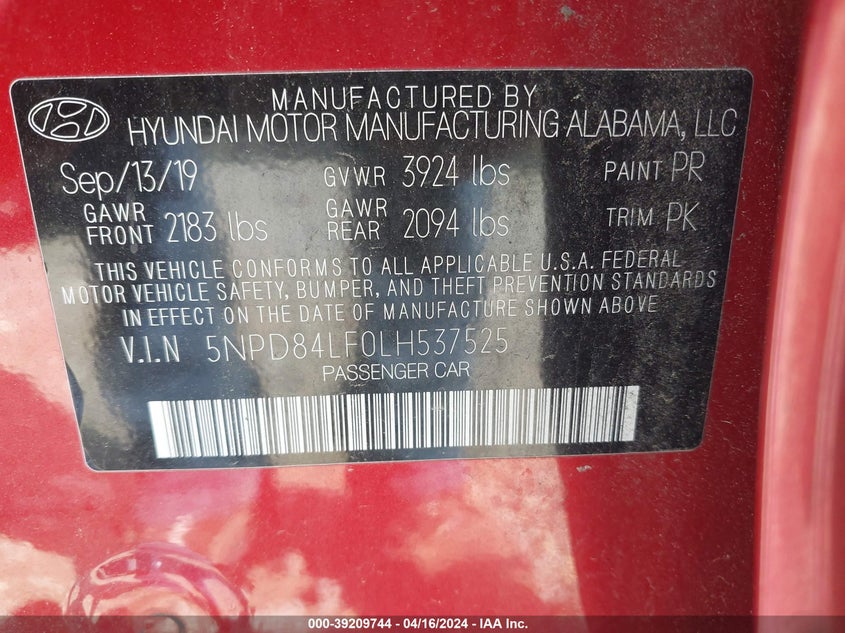 MANUFACTURED BY
HYUNDAI MOTOR MANUFACTURING ALABAMA, LLC
Sep/13/19 GVWR 3924 lbs PAINT PR
GAWR FRONT 2183 lbs GAWR REAR 2094 lbs TRIM PK
THIS VEHICLE CONFORMS TO ALL APPLICABLE U.S.A. FEDERAL
MOTOR VEHICLE SAFETY, BUMPER, AND THEFT PREVENTION STANDARDS
IN EFFECT ON THE DATE OF MANUFACTURE SHOWN ABOVE
V.I.N 5NPD84LF0LH537525
PASSENGER CAR
000-39209744 - 04/16/2024 - IAA Inc.